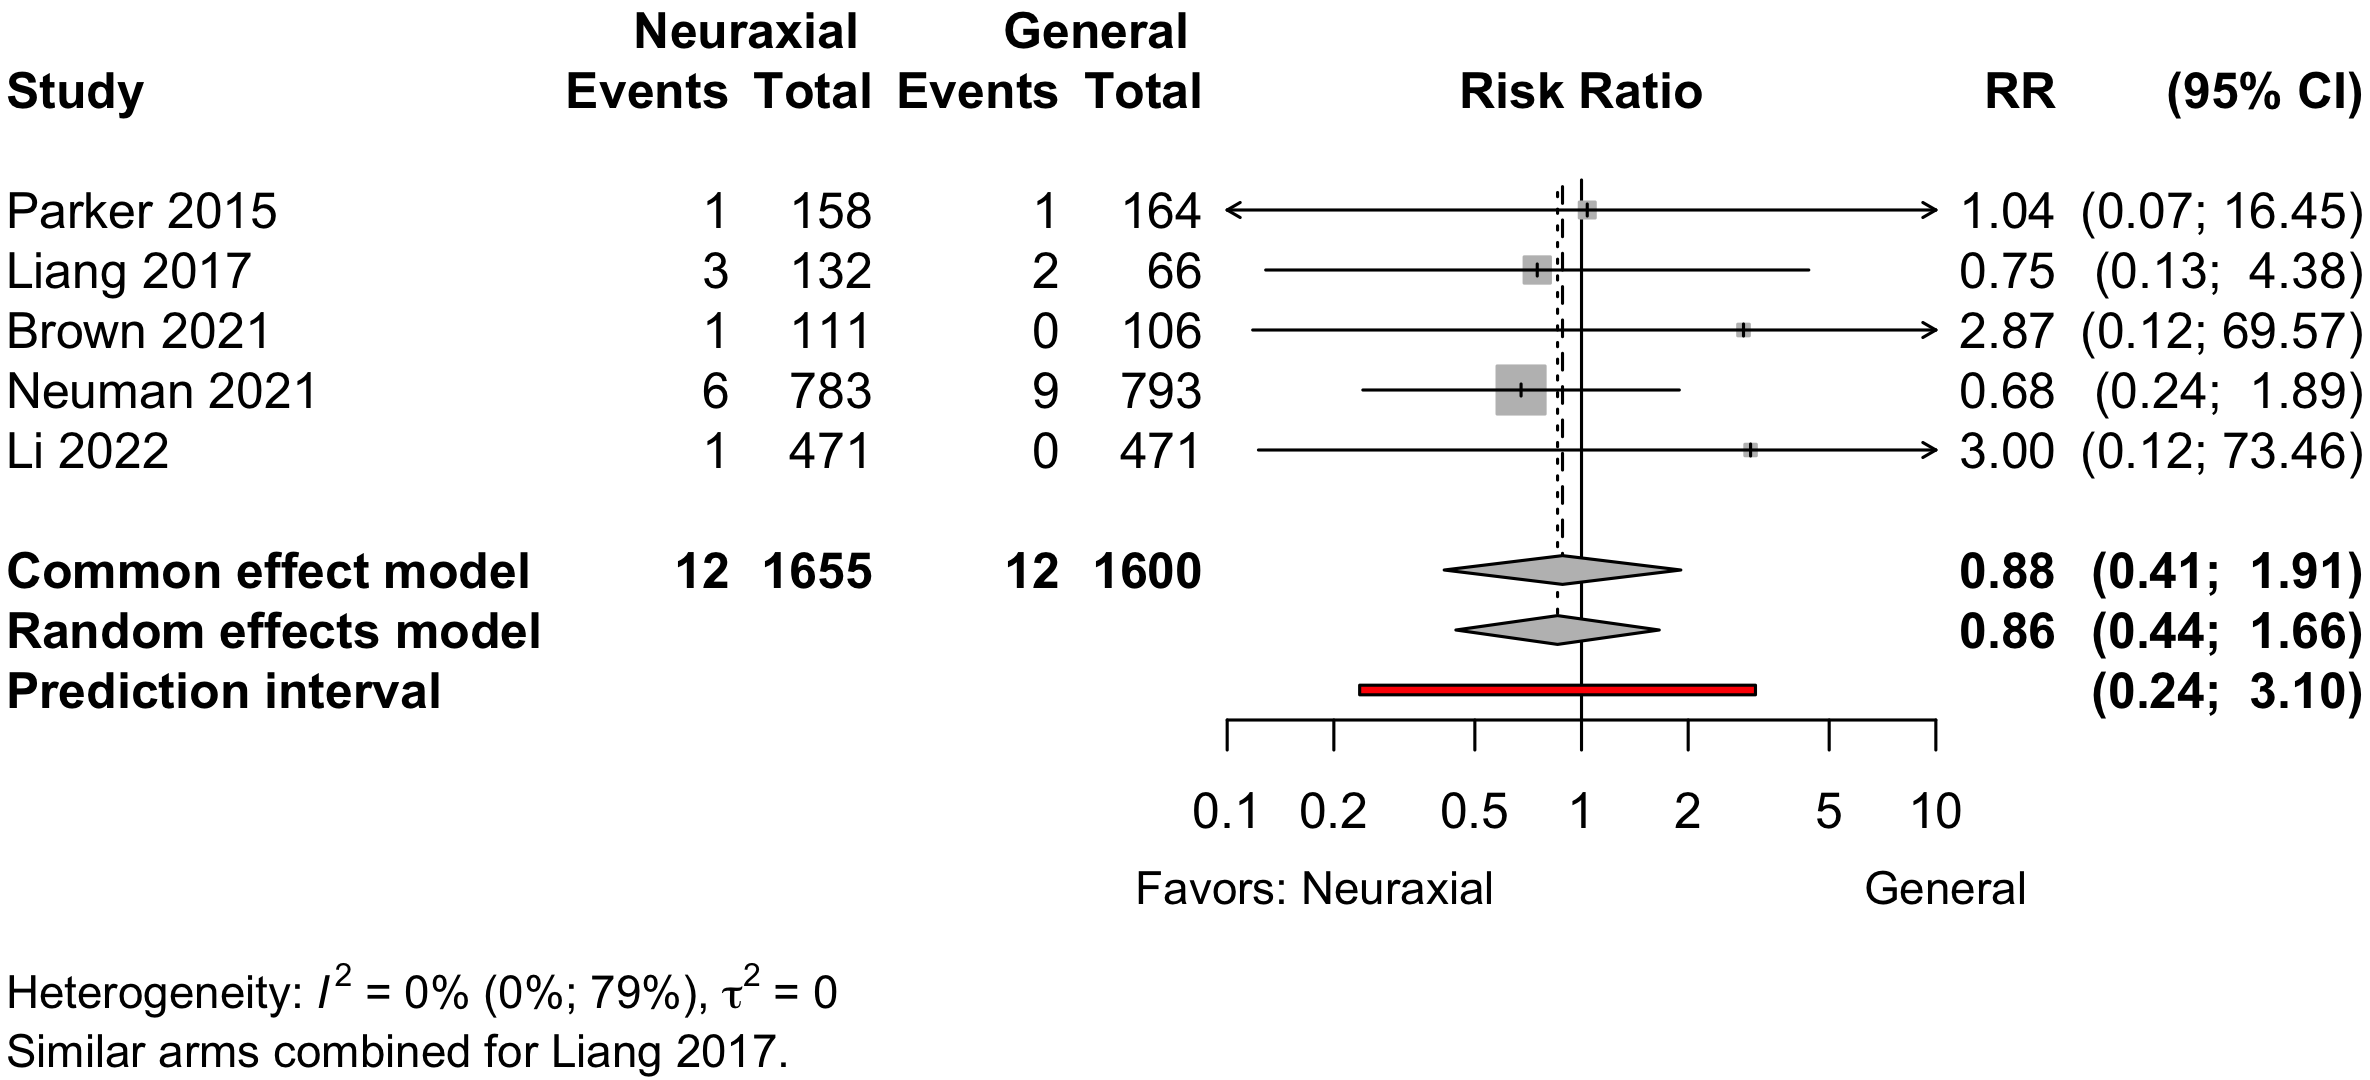 Neuraxial General
Study Events Total Events Total Risk Ratio RR (95% CI)
Parker 2015 1 158 1 164 1.04 (0.07; 16.45)
Liang 2017 3 132 2 66 0.75 (0.13; 4.38)
Brown 2021 1 111 0 106 2.87 (0.12; 69.57)
Neuman 2021 6 783 9 793 0.68 (0.24; 1.89)
Li 2022 1 471 0 471 3.00 (0.12; 73.46)
Common effect model 12 1655 12 1600 0.88 (0.41; 1.91)
Random effects model 0.86 (0.44; 1.66)
Prediction interval (0.24; 3.10)
0.1 0.2 0.5 1 2 5 10
Favors: Neuraxial General
Heterogeneity: I² = 0% (0%; 79%), τ² = 0
Similar arms combined for Liang 2017.